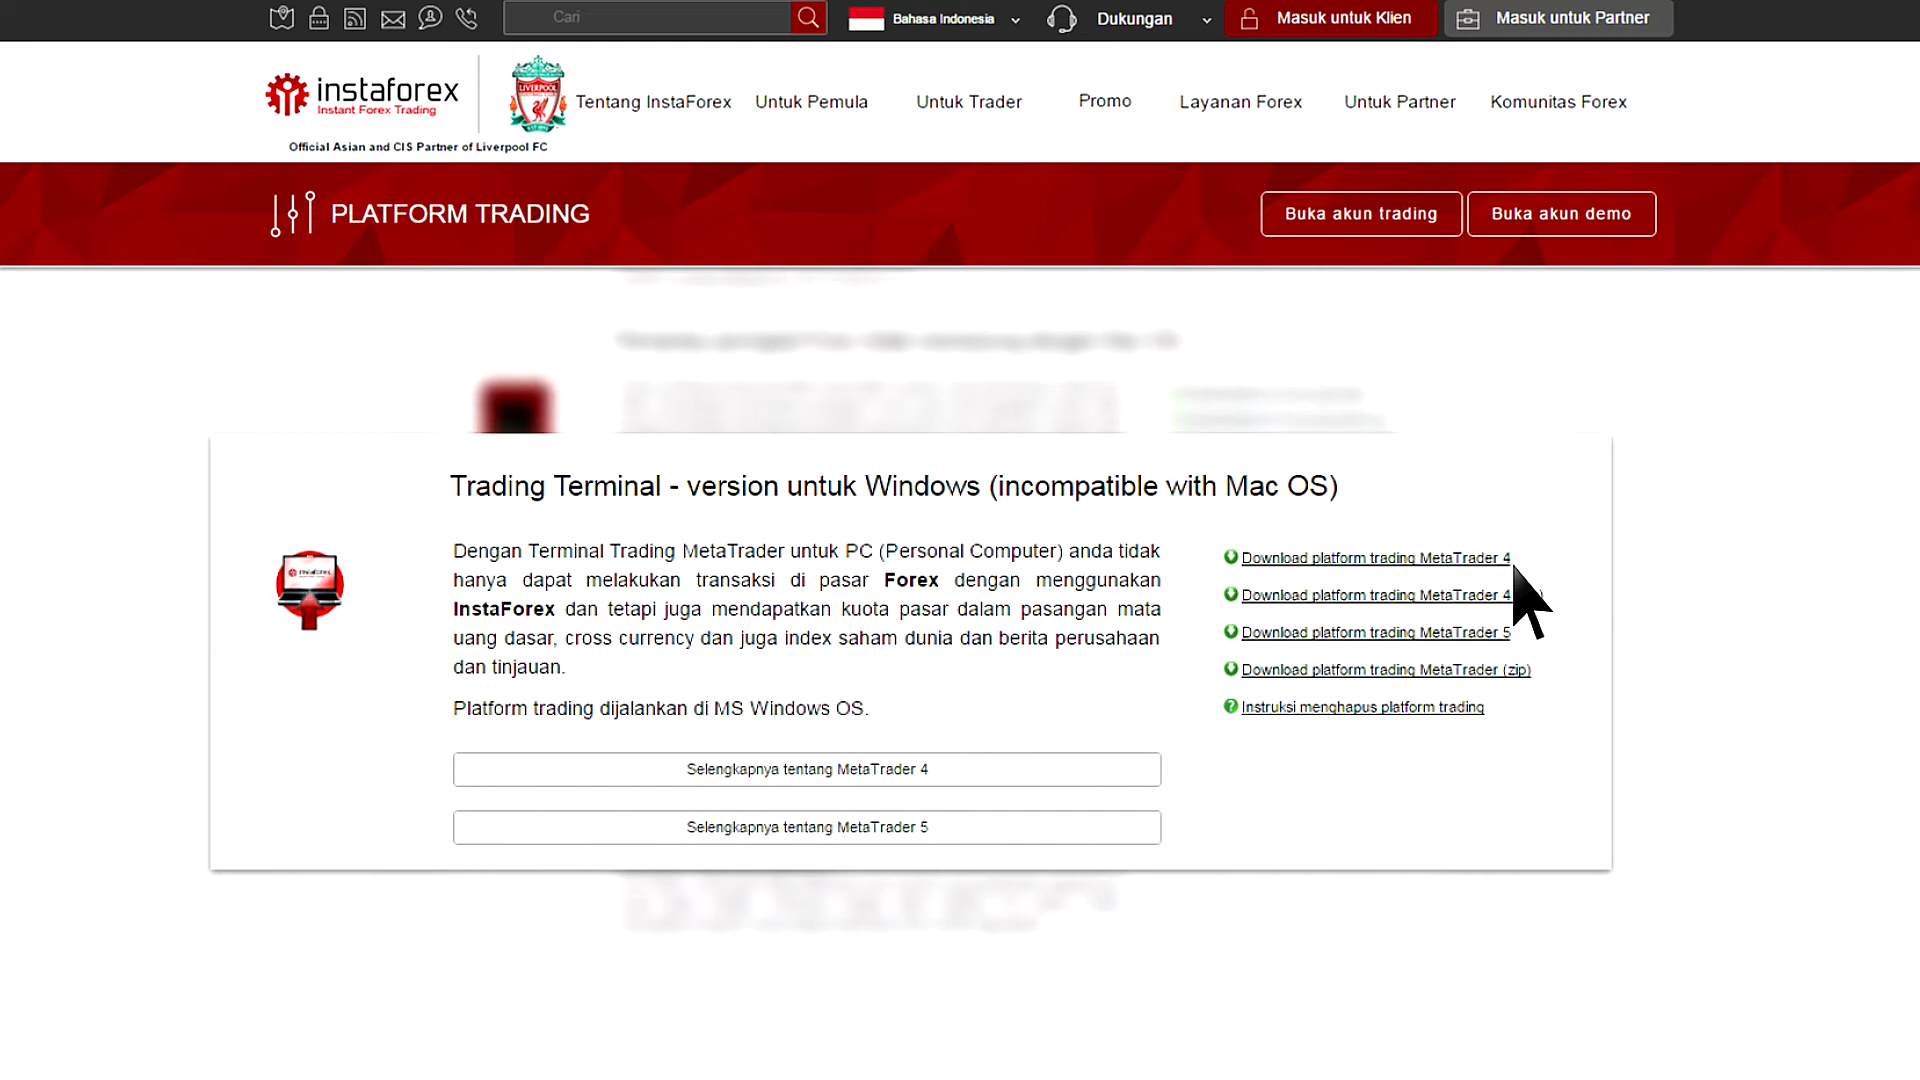 Cari
Bahasa Indonesia
Dukungan
Masuk untuk Klien
Masuk untuk Partner
instaforex
Instant Forex Trading
LIVERPOOL
Official Asian and CIS Partner of Liverpool FC
Tentang InstaForex
Untuk Pemula
Untuk Trader
Promo
Layanan Forex
Untuk Partner
Komunitas Forex
PLATFORM TRADING
Buka akun trading
Buka akun demo
Trading Terminal - version untuk Windows (incompatible with Mac OS)
Dengan Terminal Trading MetaTrader untuk PC (Personal Computer) anda tidak
hanya dapat melakukan transaksi di pasar Forex dengan menggunakan
InstaForex dan tetapi juga mendapatkan kuota pasar dalam pasangan mata
uang dasar, cross currency dan juga index saham dunia dan berita perusahaan
dan tinjauan.
Platform trading dijalankan di MS Windows OS.
Selengkapnya tentang MetaTrader 4
Selengkapnya tentang MetaTrader 5
Download platform trading MetaTrader 4
Download platform trading MetaTrader 4
Download platform trading MetaTrader 5
Download platform trading MetaTrader (zip)
Instruksi menghapus platform trading